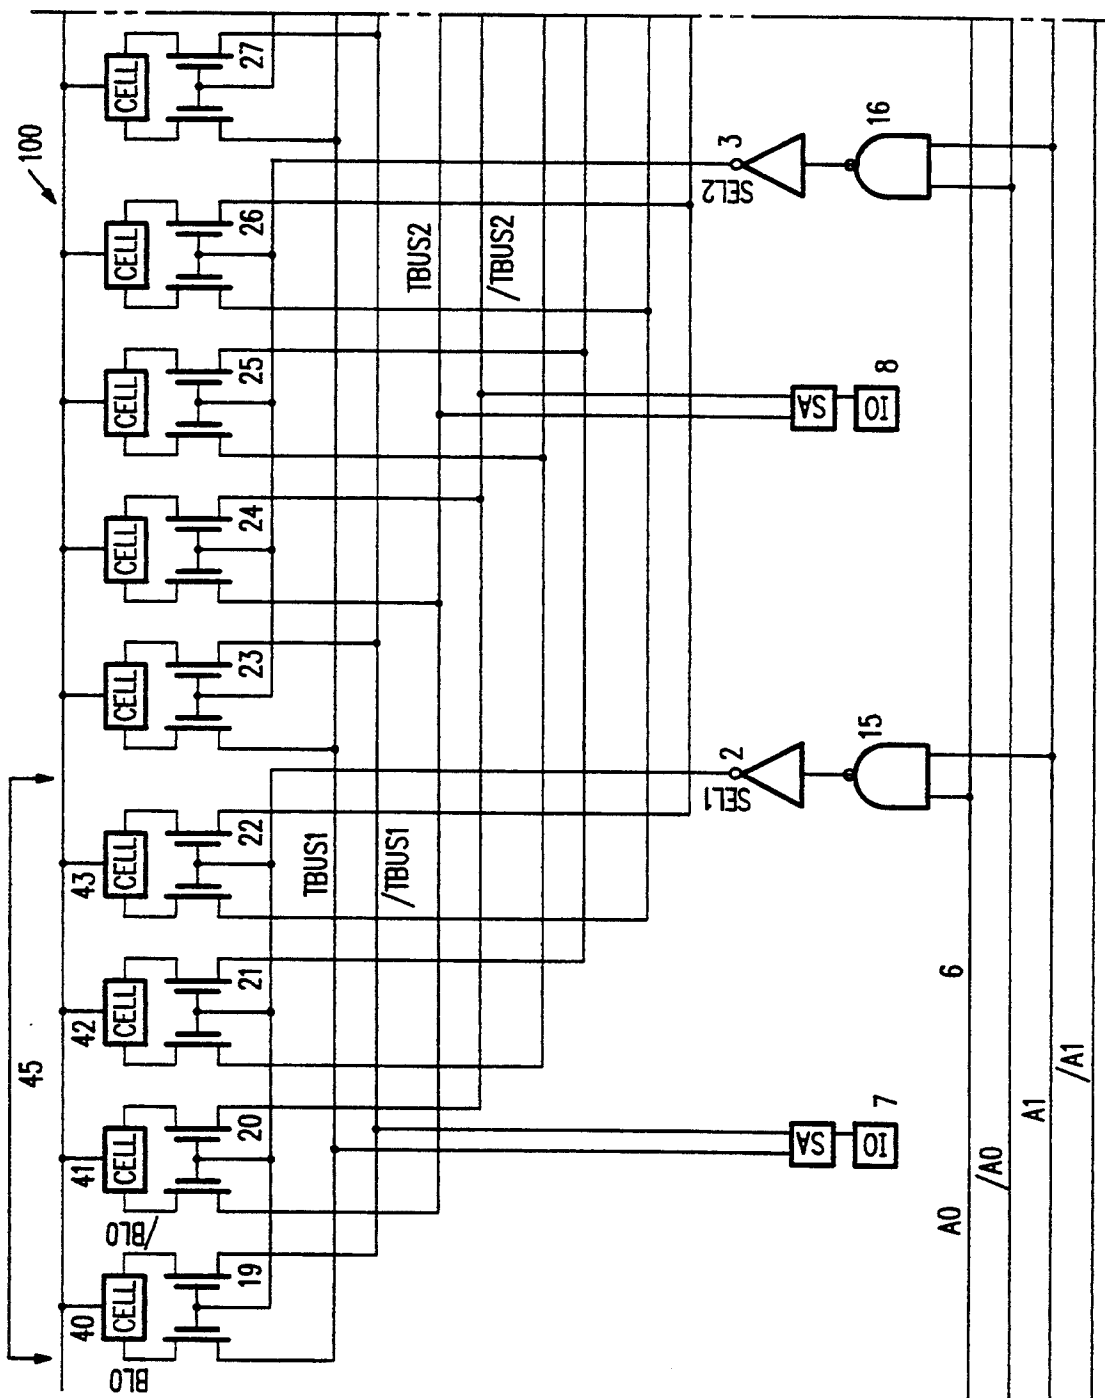 45
100
40
41
42
43
CELL
CELL
CELL
CELL
CELL
CELL
CELL
CELL
CELL
BL0
/BL0
19
20
21
22
23
24
25
26
27
TBUS1
/TBUS1
TBUS2
/TBUS2
SEL1
2
SEL2
3
SA
SA
15
16
IO
7
IO
8
A0
6
/A0
A1
/A1